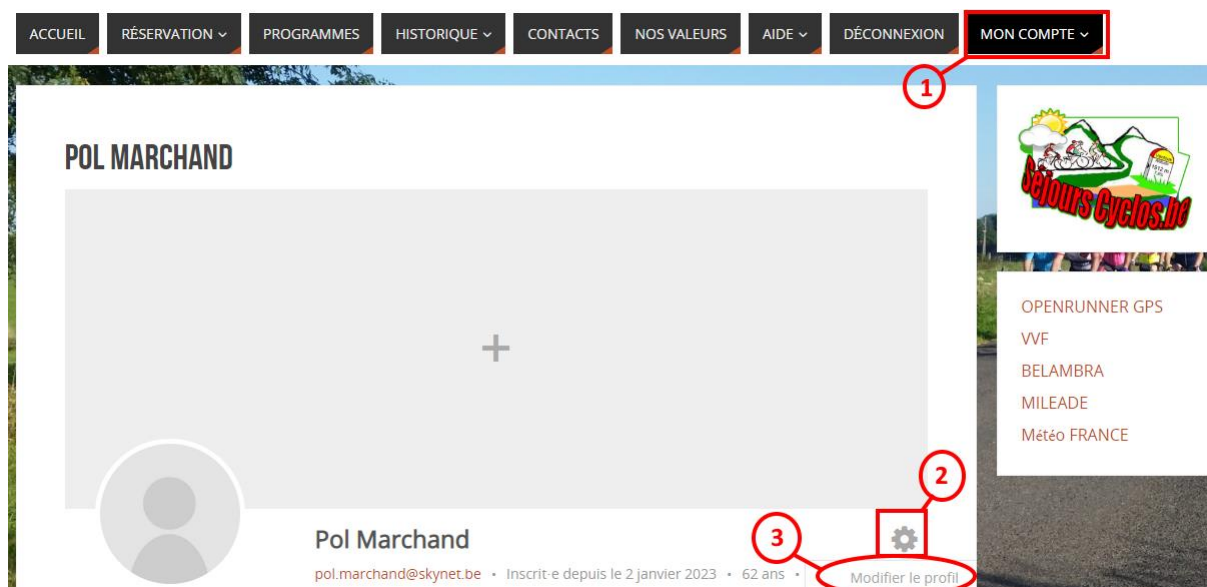 ACCUEIL RÉSERVATION PROGRAMMES HISTORIQUE CONTACTS NOS VALEURS AIDE DÉCONNEXION MON COMPTE
1
POL MARCHAND
Séjours Cyclos.be
OPENRUNNER GPS
VVF
BELAMBRA
MILEADE
Météo FRANCE
2
3
Pol Marchand
pol.marchand@skynet.be • Inscrit·e depuis le 2 janvier 2023 • 62 ans •
Modifier le profil